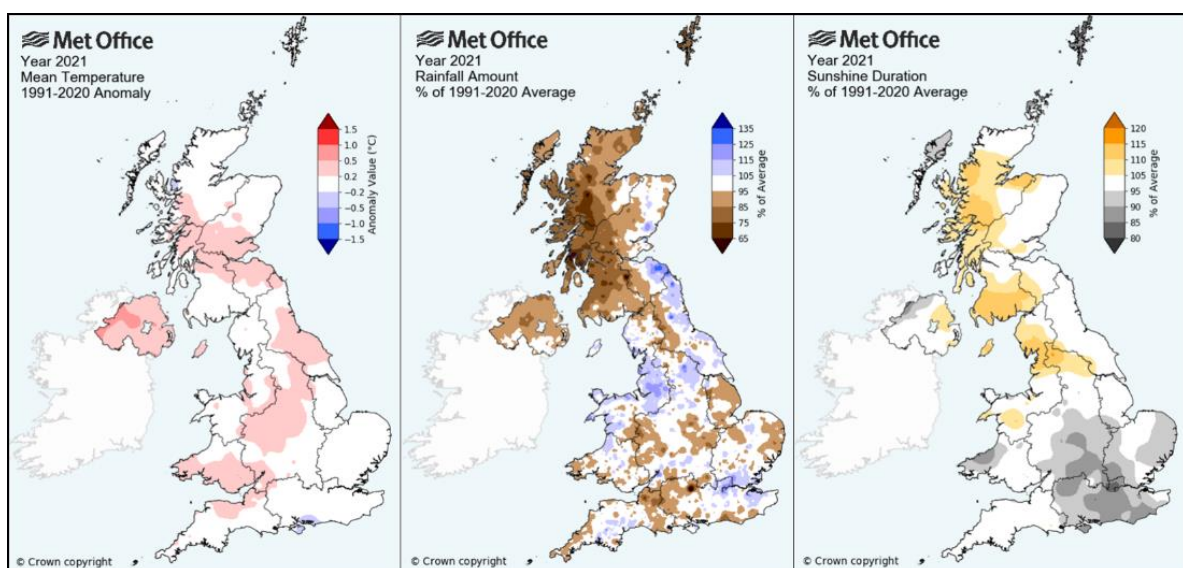 Met Office
Year 2021
Mean Temperature
1991-2020 Anomaly
1.5
1.0
0.5
0.2
-0.2
-0.5
-1.0
-1.5
Anomaly Value (°C)
© Crown copyright
Met Office
Year 2021
Rainfall Amount
% of 1991-2020 Average
135
125
115
105
95
85
75
65
% of Average
© Crown copyright
Met Office
Year 2021
Sunshine Duration
% of 1991-2020 Average
120
115
110
105
95
90
85
80
% of Average
© Crown copyright